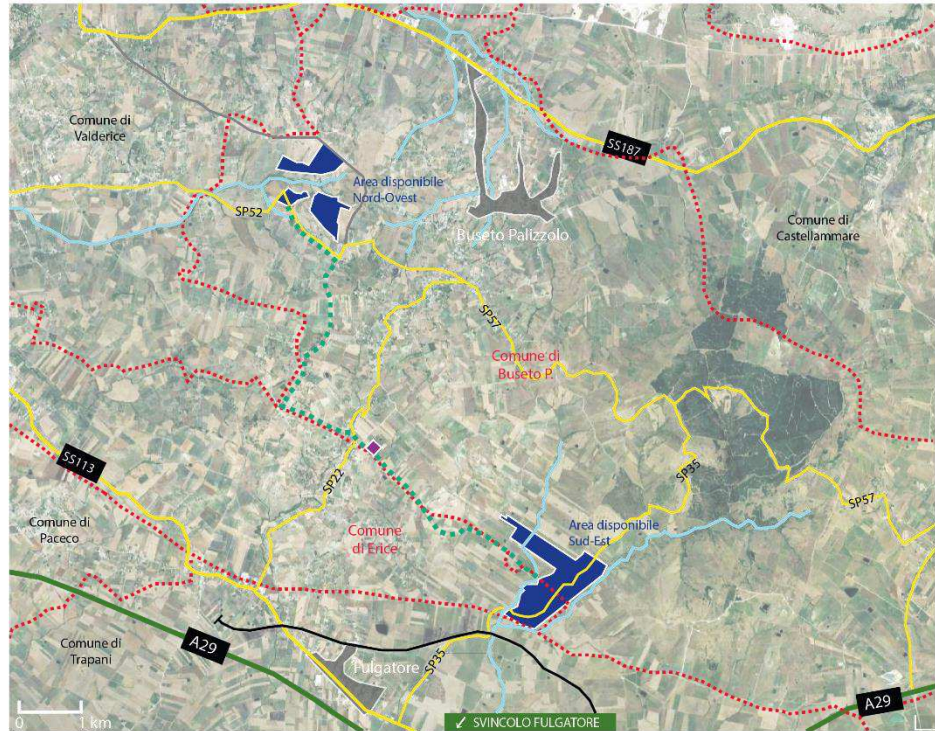 Comune di
Valderice
SS187
Area disponibile
Nord-Ovest
SP52
Buseto Palizzolo
Comune di
Castellammare
SP57
Comune di
Buseto P.
SS113
SP22
SP35
SP57
Comune di
Paceco
Comune
di Erice
Area disponibile
Sud-Est
Comune di
Trapani
A29
Fulgatore
SP35
A29
0 1 km
↙ SVINCOLO FULGATORE